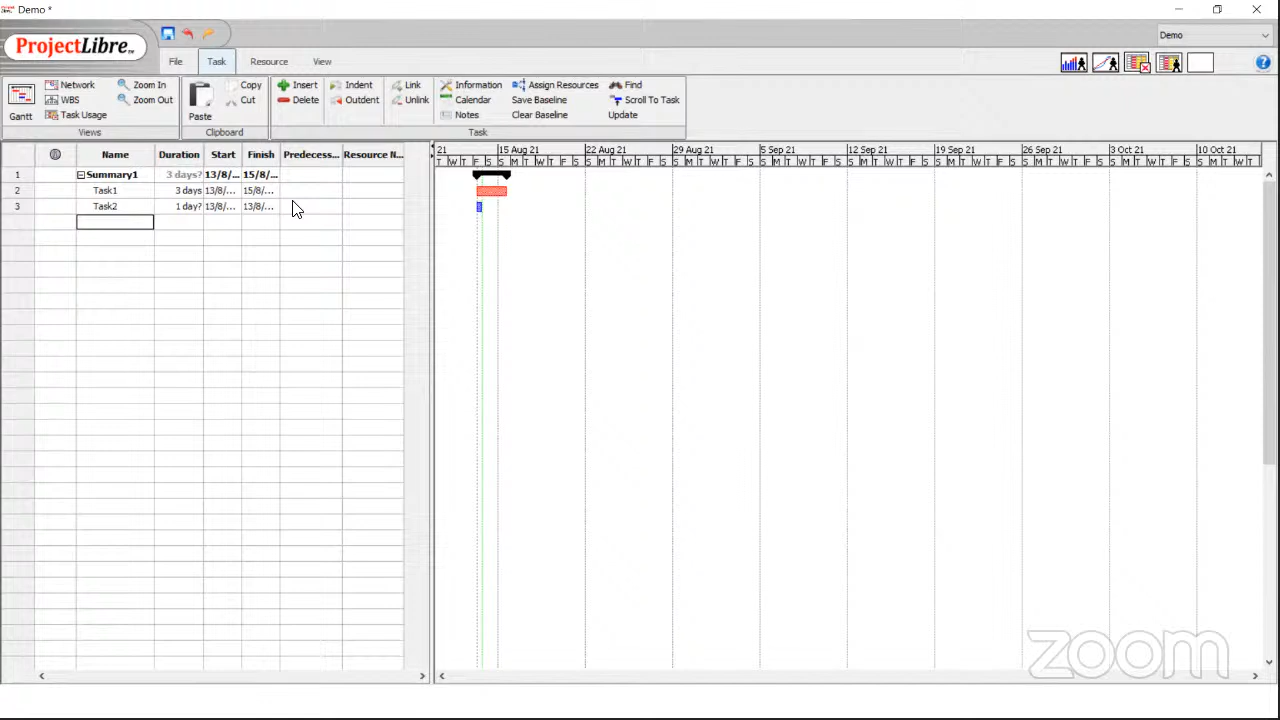 Demo *
ProjectLibre
Demo
File Task Resource View
Gantt
Network
WBS
Task Usage
Zoom In
Zoom Out
Views
Paste
Copy
Cut
Clipboard
Insert
Delete
Indent
Outdent
Link
Unlink
Information
Calendar
Notes
Assign Resources
Save Baseline
Clear Baseline
Find
Scroll To Task
Update
Task
Name Duration Start Finish Predecess... Resource N...
1 Summary1 3 days? 13/8/... 15/8/...
2 Task1 3 days 13/8/... 15/8/...
3 Task2 1 day? 13/8/... 13/8/...
21 15 Aug 21 22 Aug 21 29 Aug 21 5 Sep 21 12 Sep 21 19 Sep 21 26 Sep 21 3 Oct 21 10 Oct 21
T W T F S S M T W T F S S M T W T F S S M T W T F S S M T W T F S S M T W T F S S M T W T F S S M T W T F S S M T W T F S S M T W T
zoom